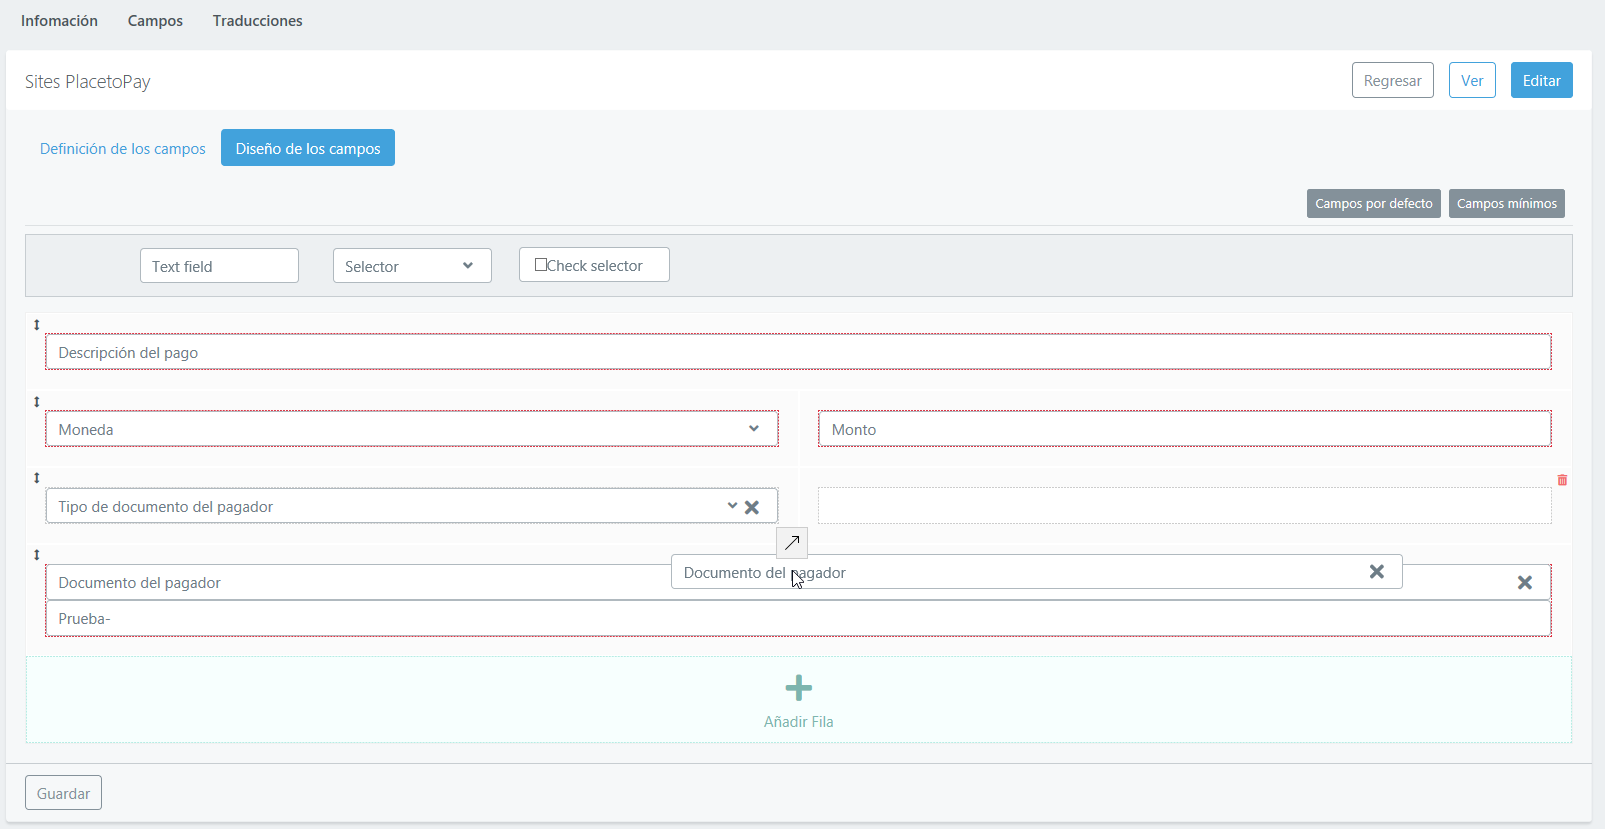 Infomación Campos Traducciones
Sites PlacetoPay
Regresar Ver Editar
Definición de los campos Diseño de los campos
Campos por defecto Campos mínimos
Text field Selector Check selector
Descripción del pago
Moneda Monto
Tipo de documento del pagador
Documento del pagador
Documento del pagador
Prueba-
Añadir Fila
Guardar